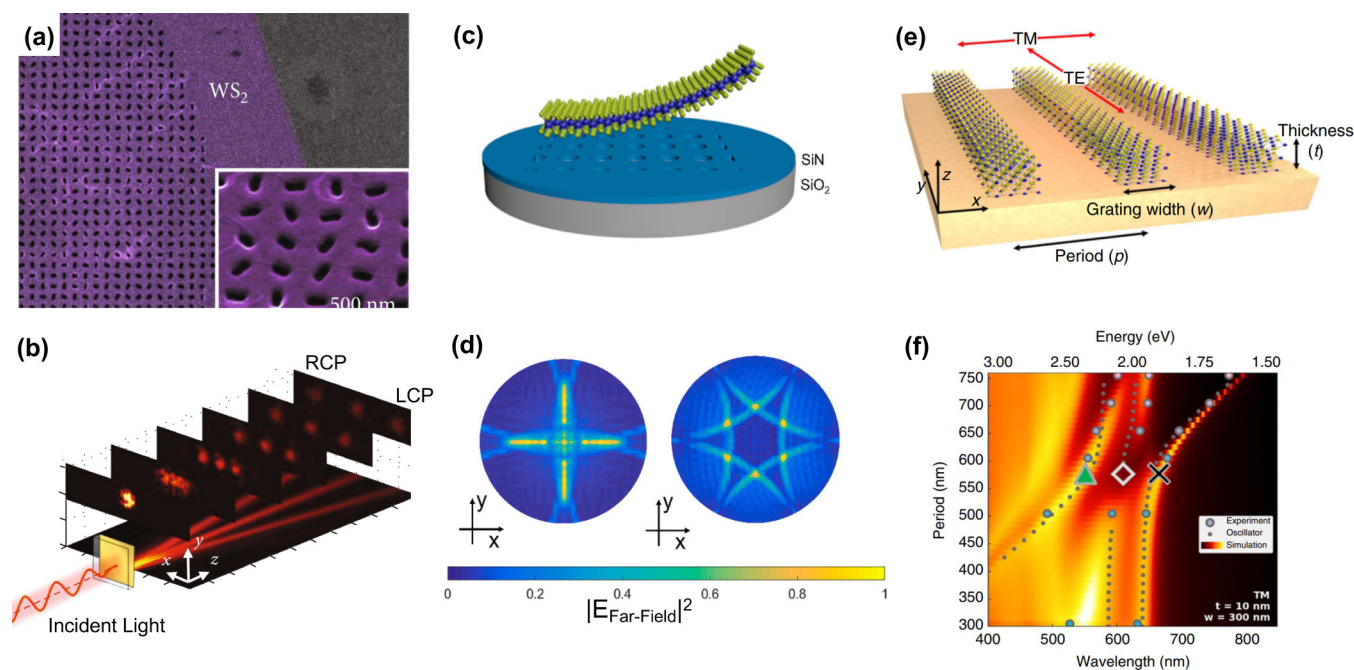 (a)
WS2
500 nm
(b)
RCP
LCP
y
x
z
Incident Light
(c)
SiN
SiO2
(d)
y
x
y
x
0 0.2 0.4 0.6 0.8 1
|EFar-Field|2
(e)
TM
TE
Thickness
(t)
z
y
x
Grating width (w)
Period (p)
(f)
Energy (eV)
3.00 2.50 2.00 1.75 1.50
Period (nm)
750
700
650
600
550
500
450
400
350
300
Experiment
Oscillator
Simulation
TM
t = 10 nm
w = 300 nm
400 500 600 700 800
Wavelength (nm)